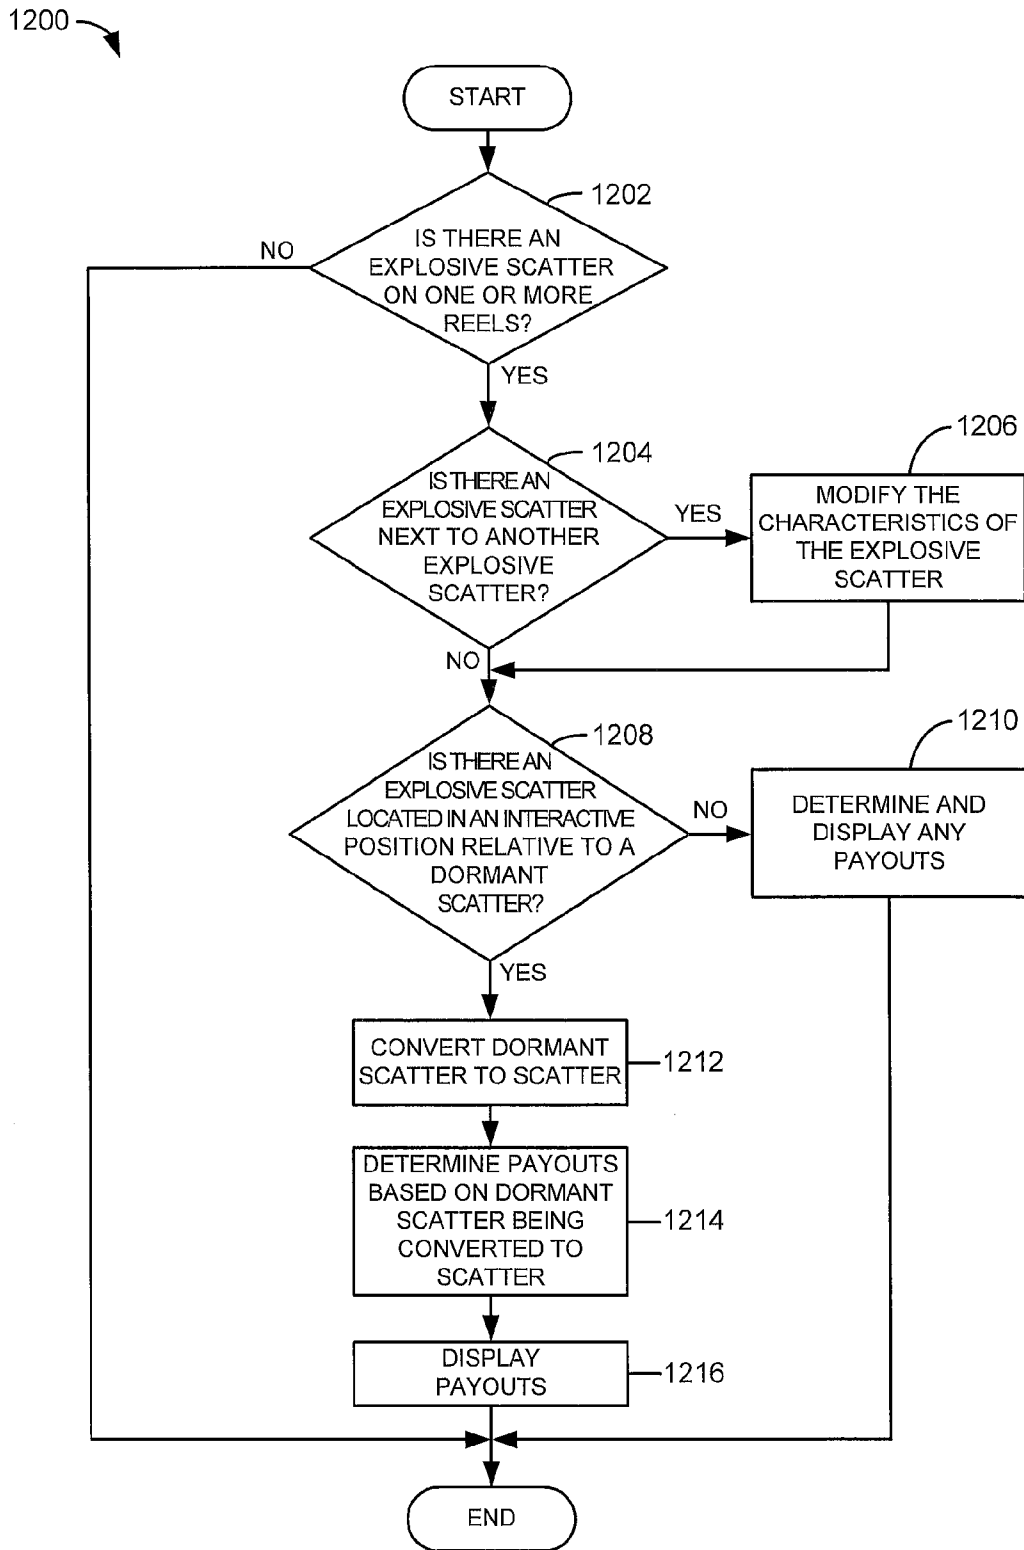 1200
START
1202
IS THERE AN
EXPLOSIVE SCATTER
ON ONE OR MORE
REELS?
NO
YES
1204
IS THERE AN
EXPLOSIVE SCATTER
NEXT TO ANOTHER
EXPLOSIVE
SCATTER?
YES
1206
MODIFY THE
CHARACTERISTICS OF
THE EXPLOSIVE
SCATTER
NO
1208
IS THERE AN
EXPLOSIVE SCATTER
LOCATED IN AN INTERACTIVE
POSITION RELATIVE TO A
DORMANT
SCATTER?
NO
1210
DETERMINE AND
DISPLAY ANY
PAYOUTS
YES
CONVERT DORMANT
SCATTER TO SCATTER
1212
DETERMINE PAYOUTS
BASED ON DORMANT
SCATTER BEING
CONVERTED TO
SCATTER
1214
DISPLAY
PAYOUTS
1216
END